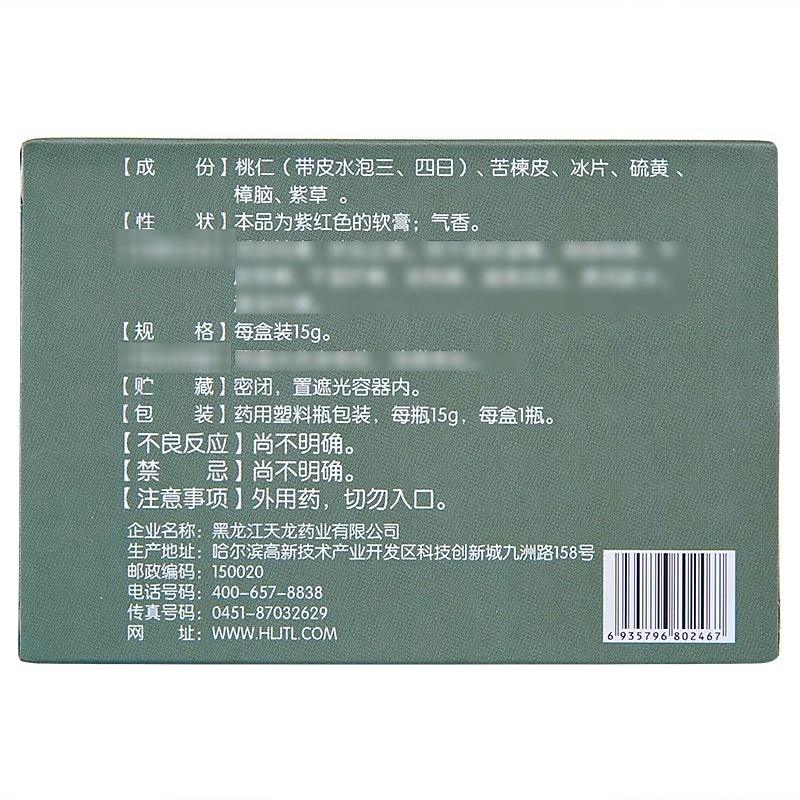 【成　　份】桃仁（带皮水泡三、四日）、苦楝皮、冰片、硫黄、
樟脑、紫草 。
【性　　状】本品为紫红色的软膏；气香。
【规　　格】每盒装15g。
【贮　　藏】密闭，置遮光容器内。
【包　　装】药用塑料瓶包装，每瓶15g，每盒1瓶。
【不良反应】尚不明确。
【禁　　忌】尚不明确。
【注意事项】外用药，切勿入口。
企业名称：黑龙江天龙药业有限公司
生产地址：哈尔滨高新技术产业开发区科技创新城九洲路158号
邮政编码：150020
电话号码：400-657-8838
传真号码：0451-87032629
网　　址：WWW.HLJTL.COM
6 935796 802467